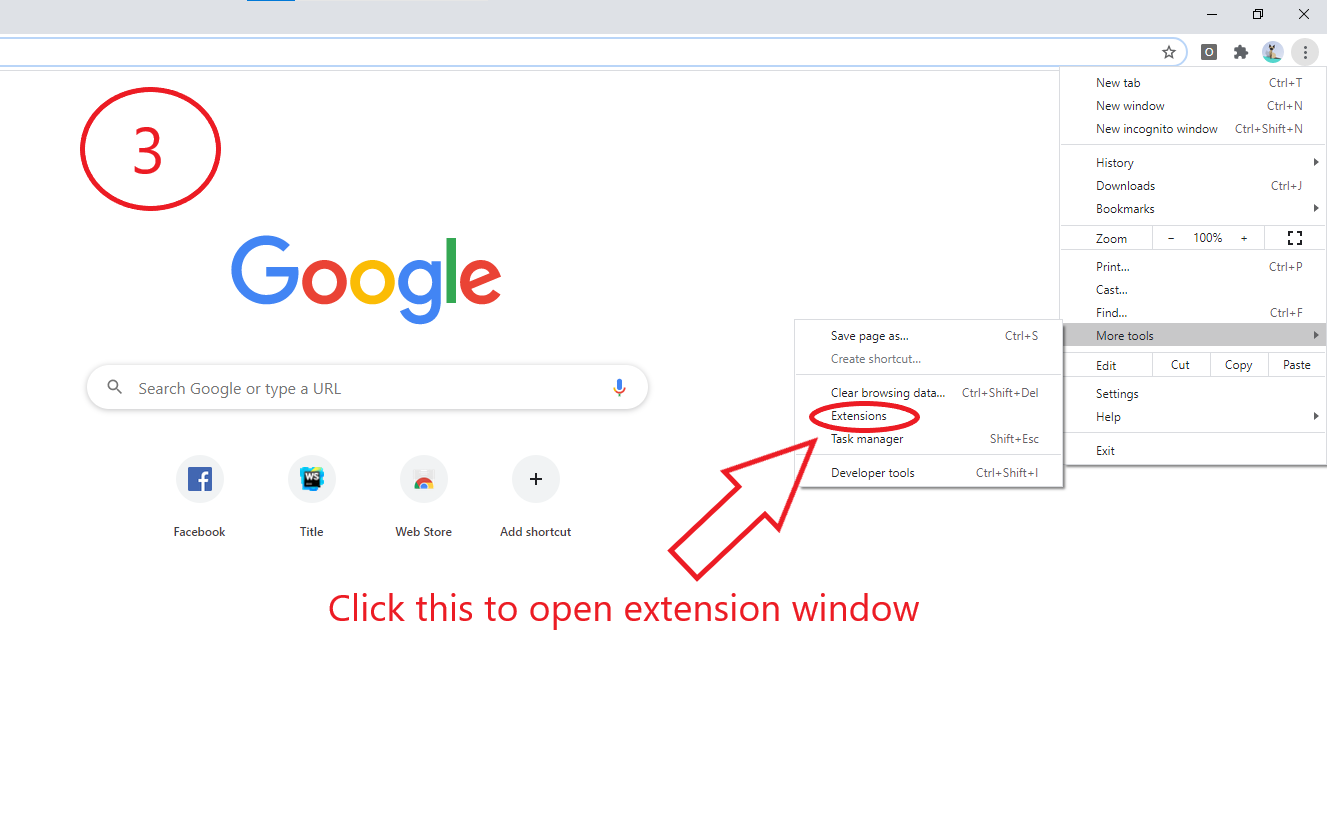 3
Google
Search Google or type a URL
Facebook
Title
Web Store
Add shortcut
WS
O
New tab Ctrl+T
New window Ctrl+N
New incognito window Ctrl+Shift+N
History
Downloads Ctrl+J
Bookmarks
Zoom - 100% +
Print... Ctrl+P
Cast...
Find... Ctrl+F
More tools
Edit Cut Copy Paste
Settings
Help
Exit
Save page as... Ctrl+S
Create shortcut...
Clear browsing data... Ctrl+Shift+Del
Extensions
Task manager Shift+Esc
Developer tools Ctrl+Shift+I
Click this to open extension window